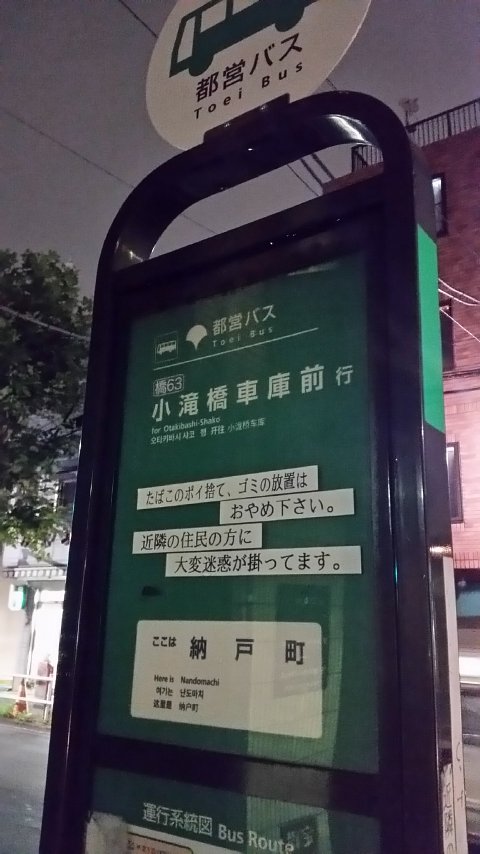 都営バス
Toei Bus
都営バス
Toei Bus
橋63
小滝橋車庫前 行
for Otakibashi-Shako
오타키바시 샤코 행 开往 小泷桥车库
たばこのポイ捨て、ゴミの放置は
おやめ下さい。
近隣の住民の方に
大変迷惑が掛ってます。
ここは 納戸町
Here is Nandomachi
여기는 난도마치
这里是 纳户町
運行系統図 Bus Route